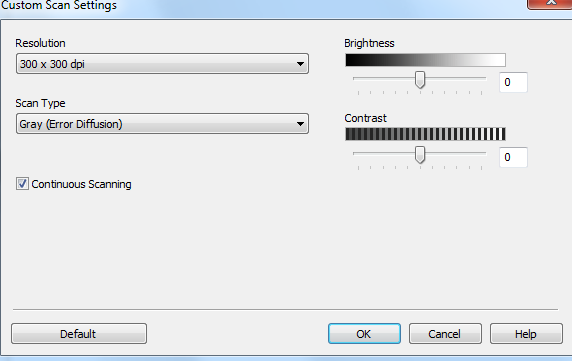 Custom Scan Settings
Resolution
300 x 300 dpi
Scan Type
Gray (Error Diffusion)
Continuous Scanning
Brightness
0
Contrast
0
Default
OK
Cancel
Help